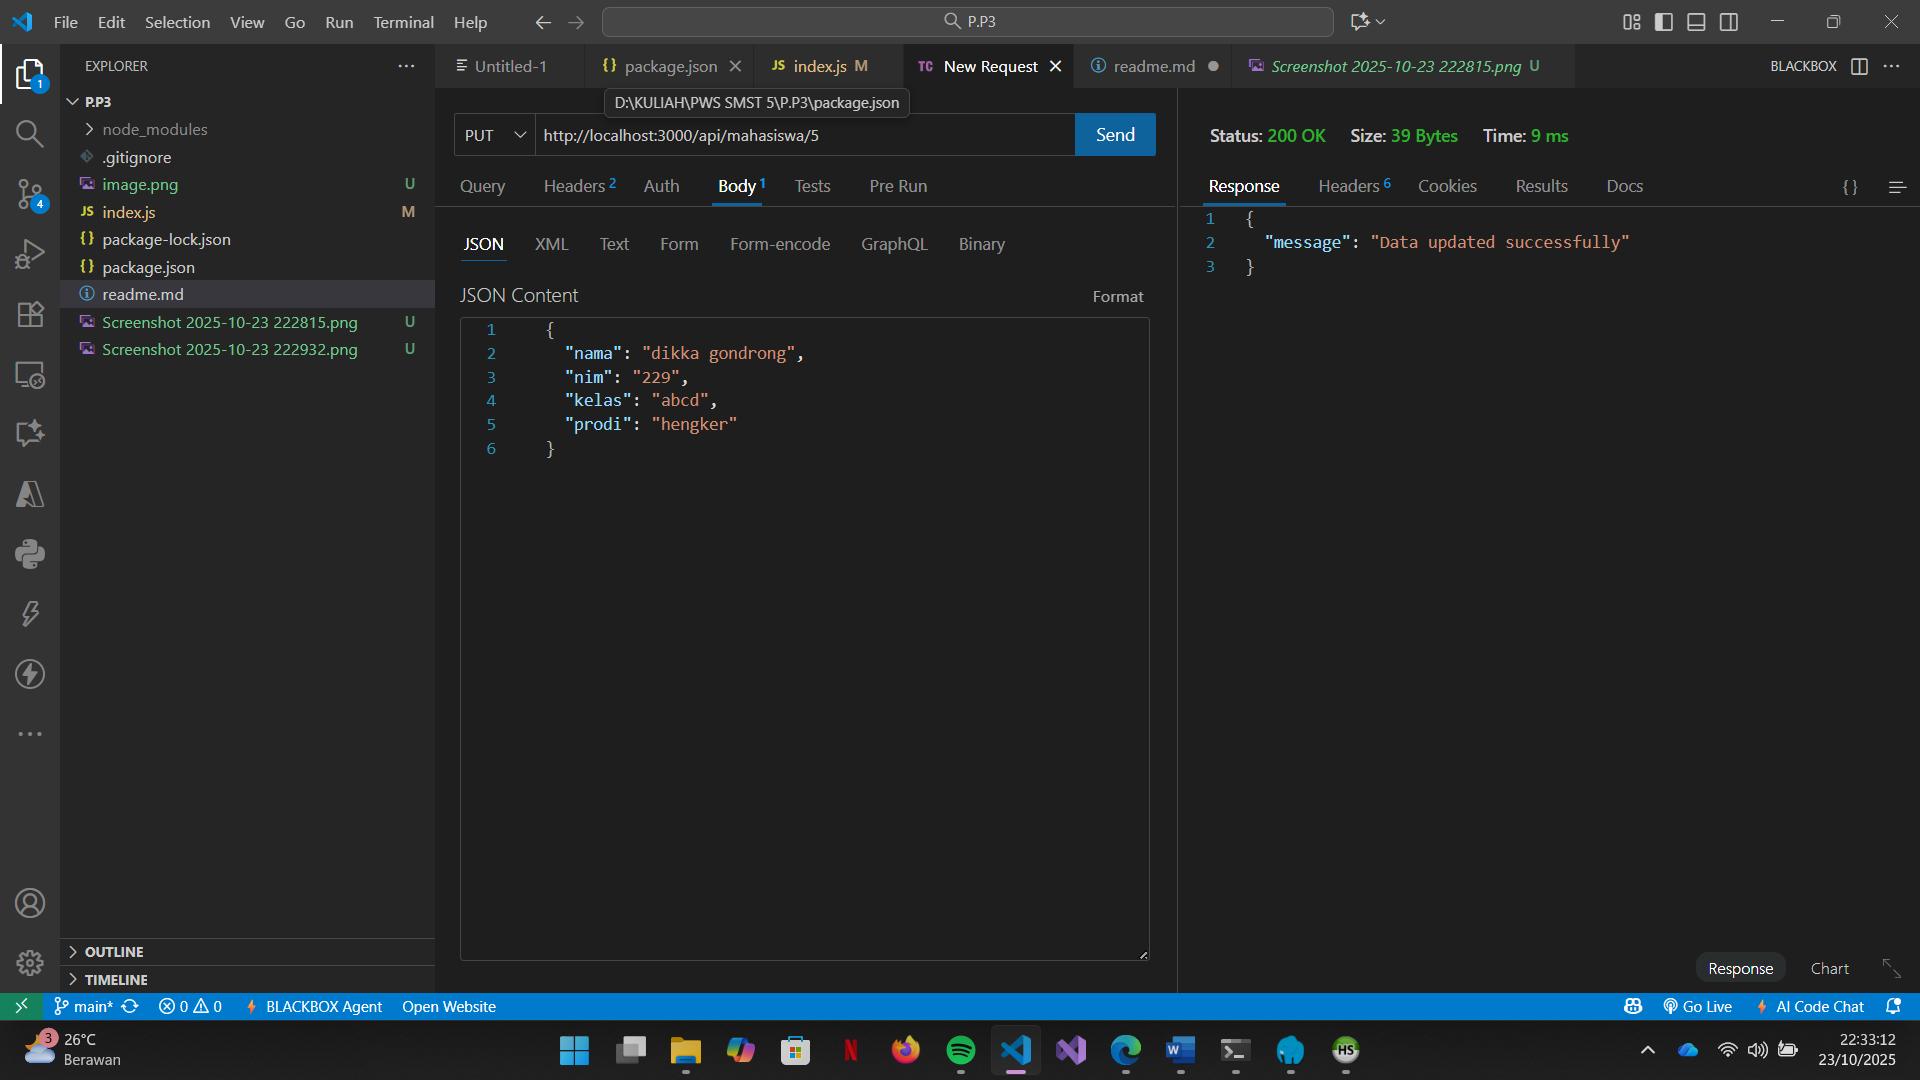 File Edit Selection View Go Run Terminal Help
P.P3
EXPLORER
P.P3
node_modules
.gitignore
image.png U
JS index.js M
{} package-lock.json
{} package.json
readme.md
Screenshot 2025-10-23 222815.png U
Screenshot 2025-10-23 222932.png U
OUTLINE
TIMELINE
1
4
Untitled-1
{} package.json
JS index.js M
TC New Request
readme.md
Screenshot 2025-10-23 222815.png U
BLACKBOX
D:\KULIAH\PWS SMST 5\P.P3\package.json
PUT http://localhost:3000/api/mahasiswa/5 Send
Query Headers 2 Auth Body 1 Tests Pre Run
JSON XML Text Form Form-encode GraphQL Binary
JSON Content Format
1 {
2 "nama": "dikka gondrong",
3 "nim": "229",
4 "kelas": "abcd",
5 "prodi": "hengker"
6 }
Status: 200 OK Size: 39 Bytes Time: 9 ms
Response Headers 6 Cookies Results Docs {}
1 {
2 "message": "Data updated successfully"
3 }
Response Chart
main* 0 0 BLACKBOX Agent Open Website
Go Live AI Code Chat
3
26°C
Berawan
N
W
HS
22:33:12
23/10/2025